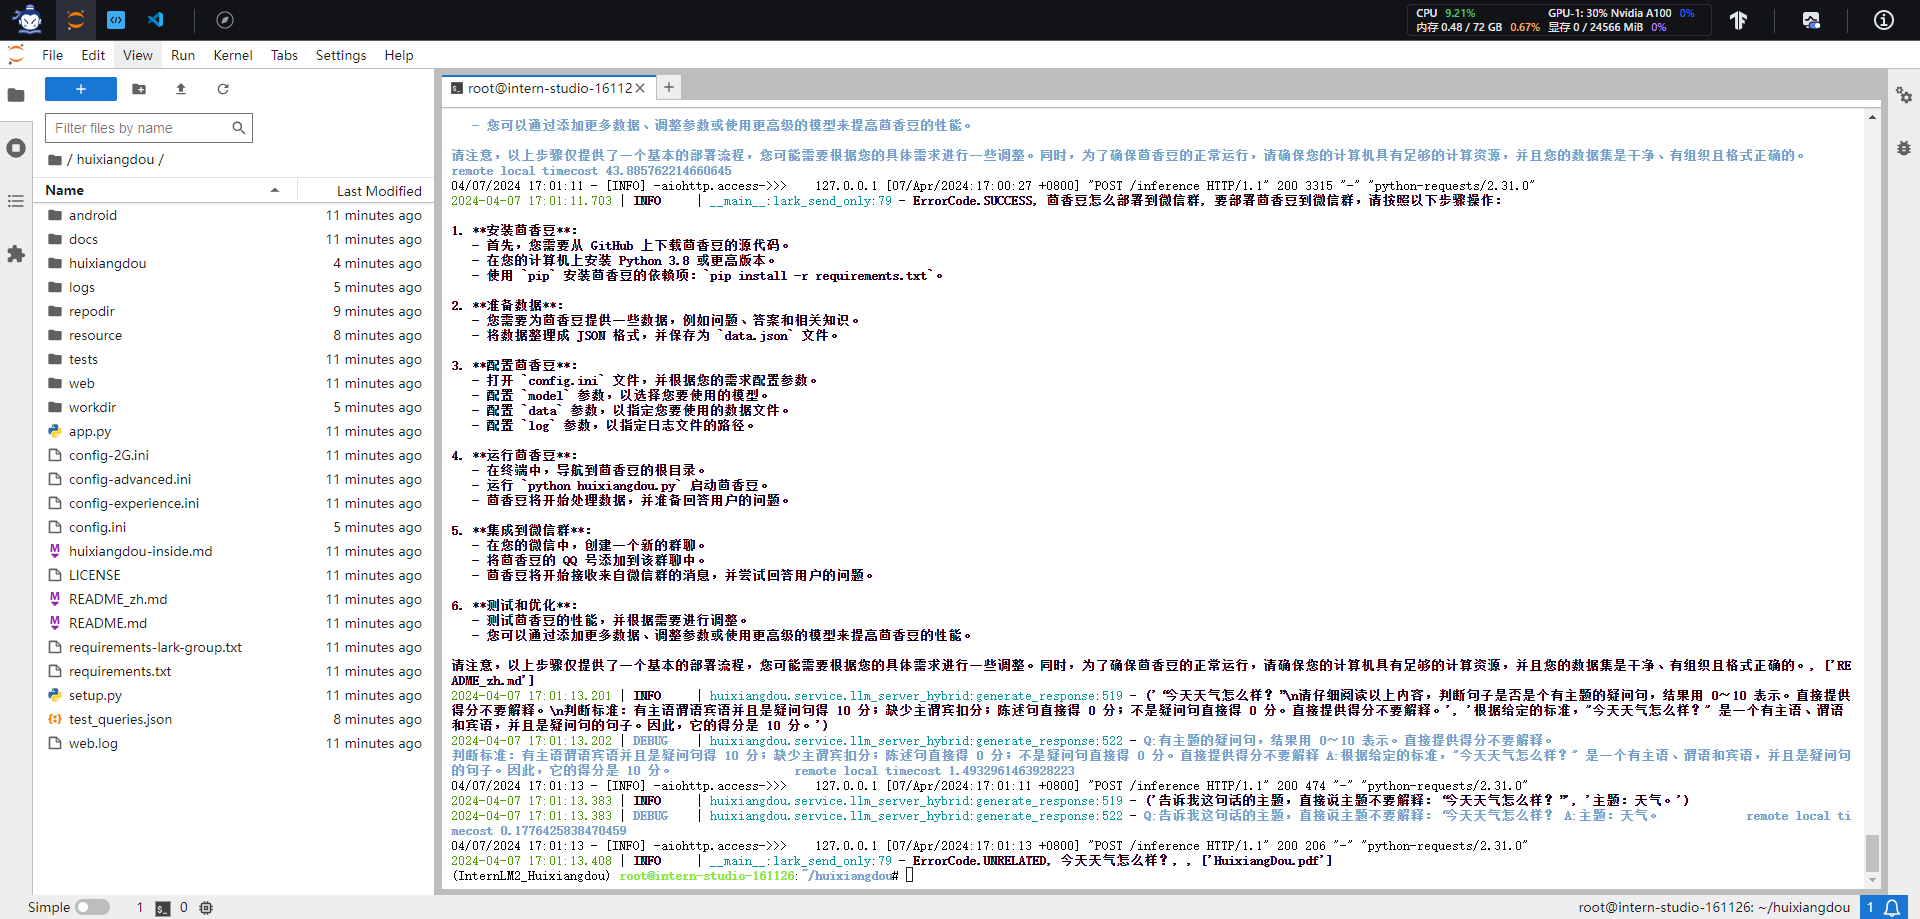 CPU 9.21% GPU-1: 30% Nvidia A100 0%
内存 0.48 / 72 GB 0.67% 显存 0 / 24566 MiB 0%
File Edit View Run Kernel Tabs Settings Help
+
root@intern-studio-16112
Filter files by name
/ huixiangdou /
Name Last Modified
android 11 minutes ago
docs 11 minutes ago
huixiangdou 4 minutes ago
logs 5 minutes ago
repodir 9 minutes ago
resource 8 minutes ago
tests 11 minutes ago
web 11 minutes ago
workdir 5 minutes ago
app.py 11 minutes ago
config-2G.ini 11 minutes ago
config-advanced.ini 11 minutes ago
config-experience.ini 11 minutes ago
config.ini 5 minutes ago
huixiangdou-inside.md 11 minutes ago
LICENSE 11 minutes ago
README_zh.md 11 minutes ago
README.md 11 minutes ago
requirements-lark-group.txt 11 minutes ago
requirements.txt 11 minutes ago
setup.py 11 minutes ago
test_queries.json 8 minutes ago
web.log 11 minutes ago
- 您可以通过添加更多数据、调整参数或使用更高级的模型来提高茴香豆的性能。
请注意，以上步骤仅提供了一个基本的部署流程，您可能需要根据您的具体需求进行一些调整。同时，为了确保茴香豆的正常运行，请确保您的计算机具有足够的计算资源，并且您的数据集是干净、有组织且格式正确的。
remote local timecost 43.885762214660645
04/07/2024 17:01:11 - [INFO] -aiohttp.access->>> 127.0.0.1 [07/Apr/2024:17:00:27 +0800] "POST /inference HTTP/1.1" 200 3315 "-" "python-requests/2.31.0"
2024-04-07 17:01:11.703 | INFO | __main__:lark_send_only:79 - ErrorCode.SUCCESS, 茴香豆怎么部署到微信群, 要部署茴香豆到微信群，请按照以下步骤操作：
1. **安装茴香豆**：
- 首先，您需要从 GitHub 上下载茴香豆的源代码。
- 在您的计算机上安装 Python 3.8 或更高版本。
- 使用 `pip` 安装茴香豆的依赖项：`pip install -r requirements.txt`。
2. **准备数据**：
- 您需要为茴香豆提供一些数据，例如问题、答案和相关知识。
- 将数据整理成 JSON 格式，并保存为 `data.json` 文件。
3. **配置茴香豆**：
- 打开 `config.ini` 文件，并根据您的需求配置参数。
- 配置 `model` 参数，以选择您要使用的模型。
- 配置 `data` 参数，以指定您要使用的数据文件。
- 配置 `log` 参数，以指定日志文件的路径。
4. **运行茴香豆**：
- 在终端中，导航到茴香豆的根目录。
- 运行 `python huixiangdou.py` 启动茴香豆。
- 茴香豆将开始处理数据，并准备回答用户的问题。
5. **集成到微信群**：
- 在您的微信中，创建一个新的群聊。
- 将茴香豆的 QQ 号添加到该群聊中。
- 茴香豆将开始接收来自微信群的消息，并尝试回答用户的问题。
6. **测试和优化**：
- 测试茴香豆的性能，并根据需要进行调整。
- 您可以通过添加更多数据、调整参数或使用更高级的模型来提高茴香豆的性能。
请注意，以上步骤仅提供了一个基本的部署流程，您可能需要根据您的具体需求进行一些调整。同时，为了确保茴香豆的正常运行，请确保您的计算机具有足够的计算资源，并且您的数据集是干净、有组织且格式正确的。, ['RE
ADME_zh.md']
2024-04-07 17:01:13.201 | INFO | huixiangdou.service.llm_server_hybrid:generate_response:519 - ('“今天天气怎么样？”\n请仔细阅读以上内容，判断句子是否是个有主题的疑问句，结果用 0～10 表示。直接提供
得分不要解释。\n判断标准：有主语谓语宾语并且是疑问句得 10 分；缺少主谓宾扣分；陈述句直接得 0 分；不是疑问句直接得 0 分。直接提供得分不要解释。', '根据给定的标准，"今天天气怎么样？" 是一个有主语、谓语
和宾语，并且是疑问句的句子。因此，它的得分是 10 分。')
2024-04-07 17:01:13.202 | DEBUG | huixiangdou.service.llm_server_hybrid:generate_response:522 - Q:有主题的疑问句，结果用 0～10 表示。直接提供得分不要解释。
判断标准：有主语谓语宾语并且是疑问句得 10 分；缺少主谓宾扣分；陈述句直接得 0 分；不是疑问句直接得 0 分。直接提供得分不要解释 A:根据给定的标准，"今天天气怎么样？" 是一个有主语、谓语和宾语，并且是疑问句
的句子。因此，它的得分是 10 分。 remote local timecost 1.4932961463928223
04/07/2024 17:01:13 - [INFO] -aiohttp.access->>> 127.0.0.1 [07/Apr/2024:17:01:11 +0800] "POST /inference HTTP/1.1" 200 474 "-" "python-requests/2.31.0"
2024-04-07 17:01:13.383 | INFO | huixiangdou.service.llm_server_hybrid:generate_response:519 - ('告诉我这句话的主题，直接说主题不要解释：“今天天气怎么样？”', '主题：天气。')
2024-04-07 17:01:13.383 | DEBUG | huixiangdou.service.llm_server_hybrid:generate_response:522 - Q:告诉我这句话的主题，直接说主题不要解释：“今天天气怎么样？ A:主题：天气。 remote local ti
mecost 0.1776425838470459
04/07/2024 17:01:13 - [INFO] -aiohttp.access->>> 127.0.0.1 [07/Apr/2024:17:01:13 +0800] "POST /inference HTTP/1.1" 200 206 "-" "python-requests/2.31.0"
2024-04-07 17:01:13.408 | INFO | __main__:lark_send_only:79 - ErrorCode.UNRELATED, 今天天气怎么样？, , ['HuixiangDou.pdf']
(InternLM2_Huixiangdou) root@intern-studio-161126:~/huixiangdou#
Simple 1 0 root@intern-studio-161126: ~/huixiangdou 1